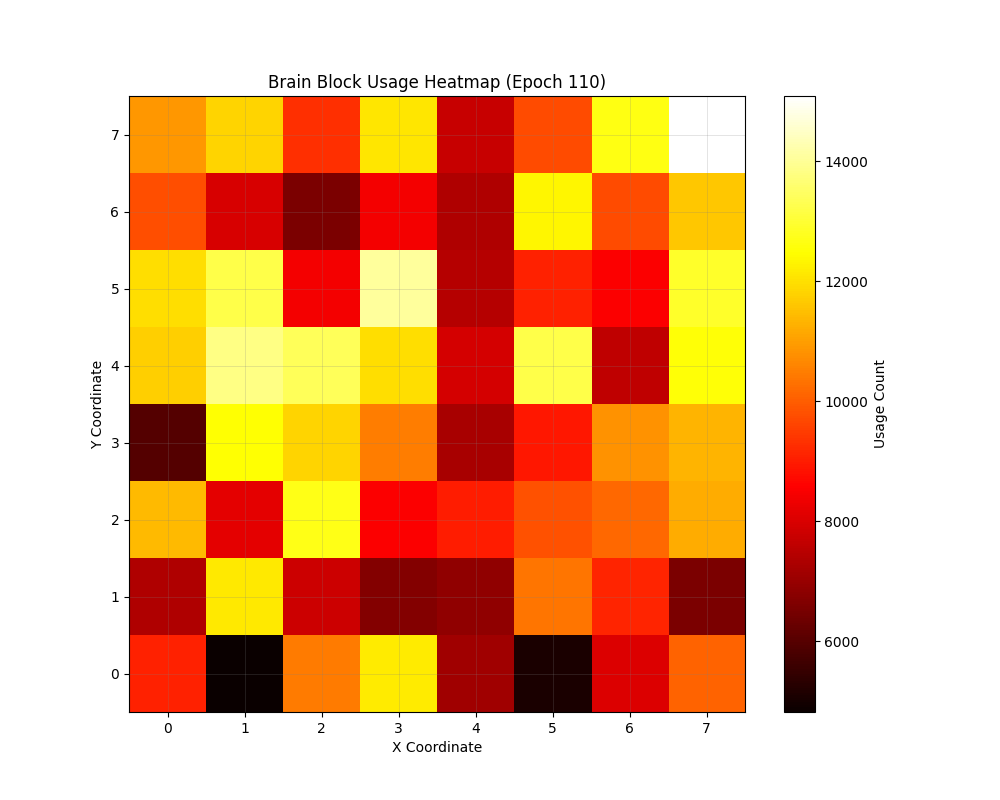 Brain Block Usage Heatmap (Epoch 110)
7
6
5
4
3
2
1
0
Y Coordinate
0 1 2 3 4 5 6 7
X Coordinate
14000
12000
10000
8000
6000
Usage Count